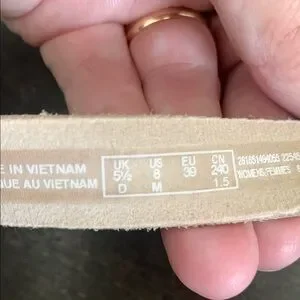 E IN VIETNAM
QUE AU VIETNAM
UK US EU CN
5½ 8 39 240
D M 1.5
WOMENS/FEMMES